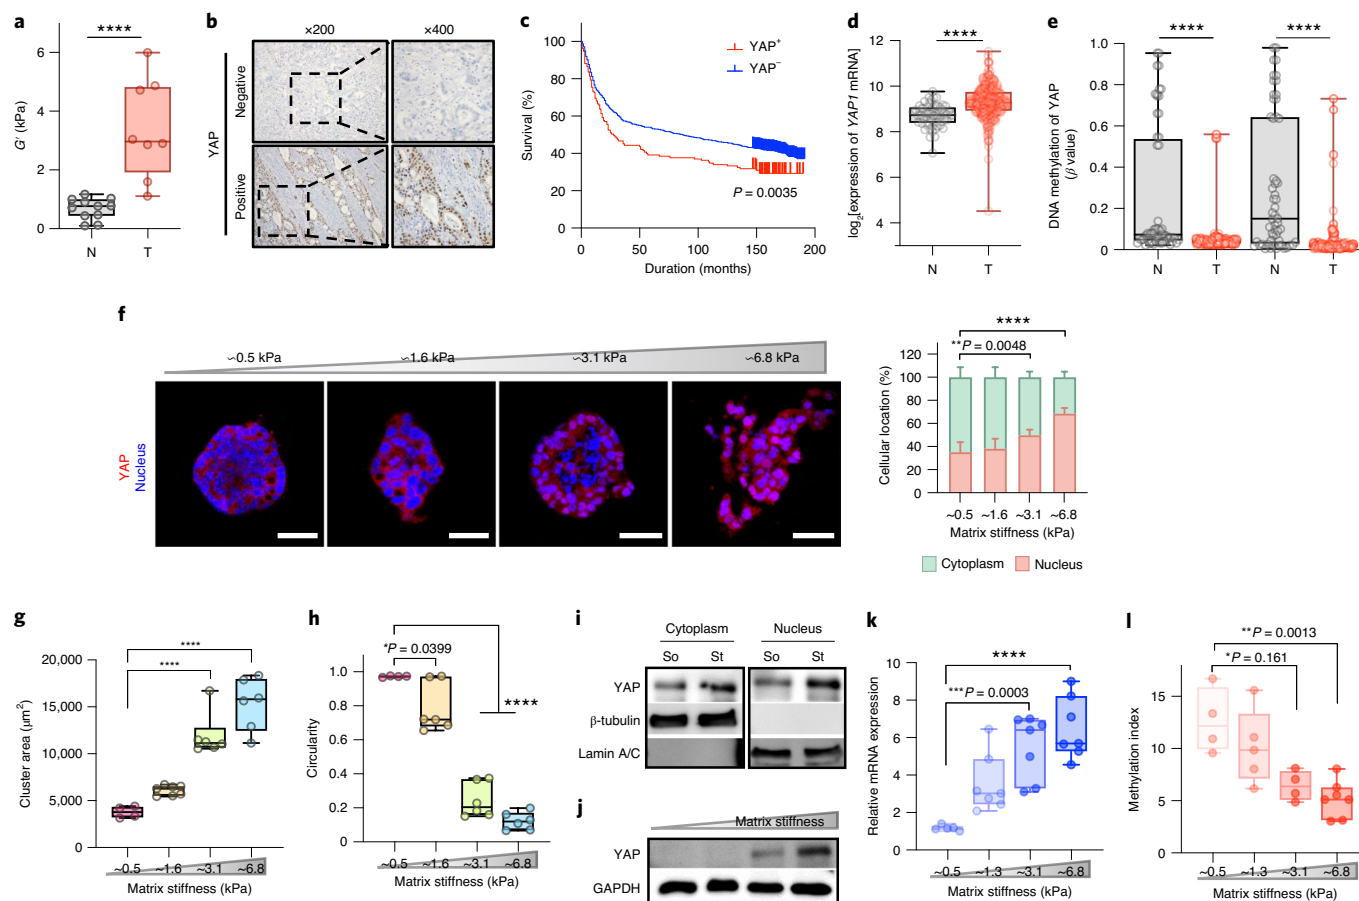 a
G′ (kPa)
6
4
2
0
****
N
T
b
×200
×400
YAP
Negative
Positive
c
Survival (%)
100
80
60
40
20
0
50
100
150
200
Duration (months)
YAP⁺
YAP⁻
P = 0.0035
d
log₂[expression of YAP1 mRNA]
12
10
8
6
4
****
N
T
e
DNA methylation of YAP
(β value)
1.0
0.8
0.6
0.4
0.2
0
****
****
N
T
N
T
f
∽0.5 kPa
∽1.6 kPa
∽3.1 kPa
∽6.8 kPa
YAP
Nucleus
Cellular location (%)
120
100
80
60
40
20
0
****
**P = 0.0048
~0.5
~1.6
~3.1
~6.8
Matrix stiffness (kPa)
Cytoplasm
Nucleus
g
Cluster area (μm²)
20,000
15,000
10,000
5,000
0
****
****
~0.5
~1.6
~3.1
~6.8
Matrix stiffness (kPa)
h
Circularity
1.0
0.8
0.6
0.4
0.2
0
*P = 0.0399
****
~0.5
~1.6
~3.1
~6.8
Matrix stiffness (kPa)
i
Cytoplasm
Nucleus
So
St
So
St
YAP
β-tubulin
Lamin A/C
j
Matrix stiffness
YAP
GAPDH
k
Relative mRNA expression
10
8
6
4
2
0
****
***P = 0.0003
~0.5
~1.3
~3.1
~6.8
Matrix stiffness (kPa)
l
Methylation index
15
10
5
0
**P = 0.0013
*P = 0.161
~0.5
~1.3
~3.1
~6.8
Matrix stiffness (kPa)